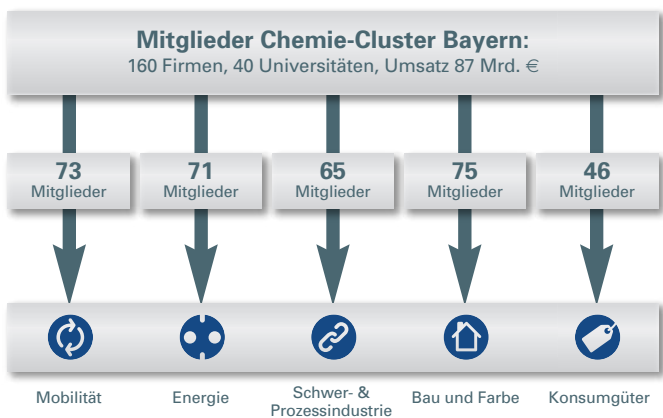 Mitglieder Chemie-Cluster Bayern:
160 Firmen, 40 Universitäten, Umsatz 87 Mrd. €
73
Mitglieder
71
Mitglieder
65
Mitglieder
75
Mitglieder
46
Mitglieder
Mobilität
Energie
Schwer- &
Prozessindustrie
Bau und Farbe
Konsumgüter